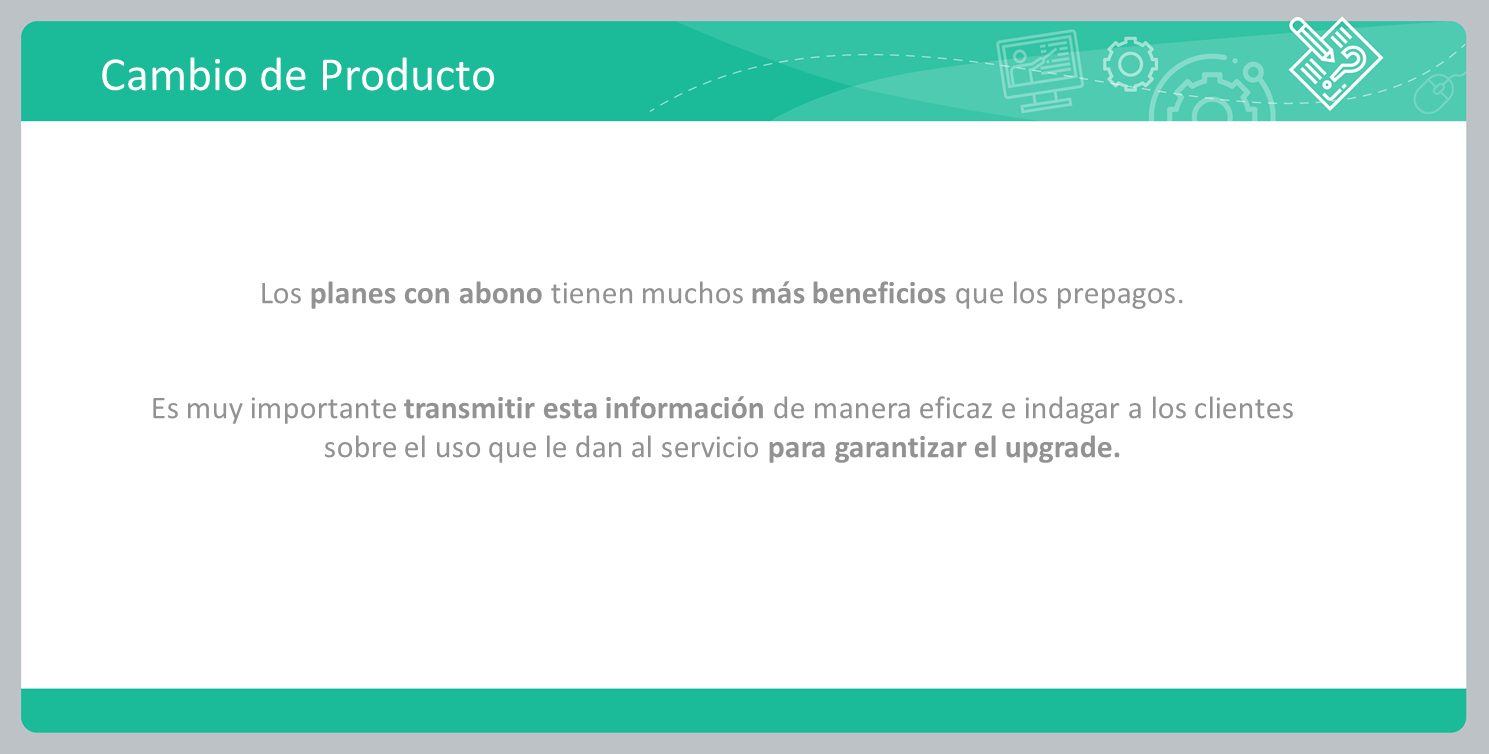 Cambio de Producto
Los planes con abono tienen muchos más beneficios que los prepagos.
Es muy importante transmitir esta información de manera eficaz e indagar a los clientes
sobre el uso que le dan al servicio para garantizar el upgrade.